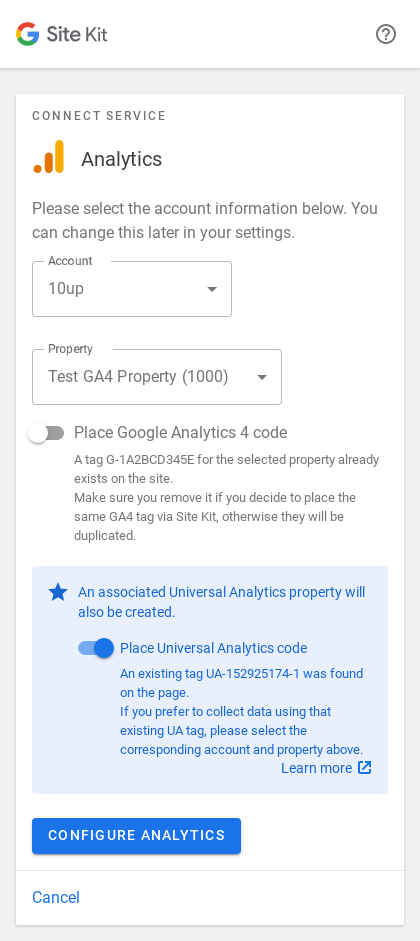 Site Kit
CONNECT SERVICE
Analytics
Please select the account information below. You
can change this later in your settings.
Account
10up
Property
Test GA4 Property (1000)
Place Google Analytics 4 code
A tag G-1A2BCD345E for the selected property already
exists on the site.
Make sure you remove it if you decide to place the
same GA4 tag via Site Kit, otherwise they will be
duplicated.
An associated Universal Analytics property will
also be created.
Place Universal Analytics code
An existing tag UA-152925174-1 was found
on the page.
If you prefer to collect data using that
existing UA tag, please select the
corresponding account and property above.
Learn more
CONFIGURE ANALYTICS
Cancel